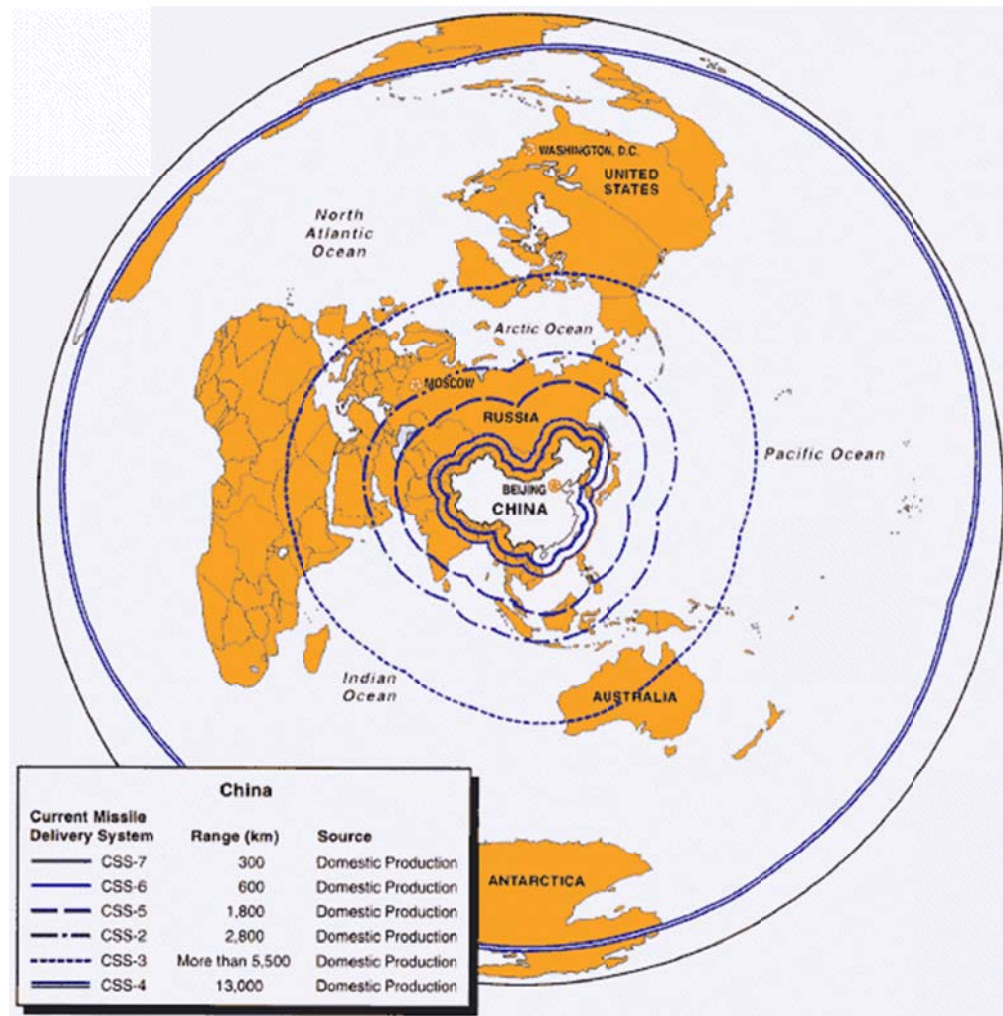 WASHINGTON, D.C.
UNITED
STATES
North
Atlantic
Ocean
Arctic Ocean
MOSCOW
RUSSIA
Pacific Ocean
BEIJING
CHINA
Indian
Ocean
AUSTRALIA
ANTARCTICA
China
Current Missile
Delivery System Range (km) Source
CSS-7 300 Domestic Production
CSS-6 600 Domestic Production
CSS-5 1,800 Domestic Production
CSS-2 2,800 Domestic Production
CSS-3 More than 5,500 Domestic Production
CSS-4 13,000 Domestic Production